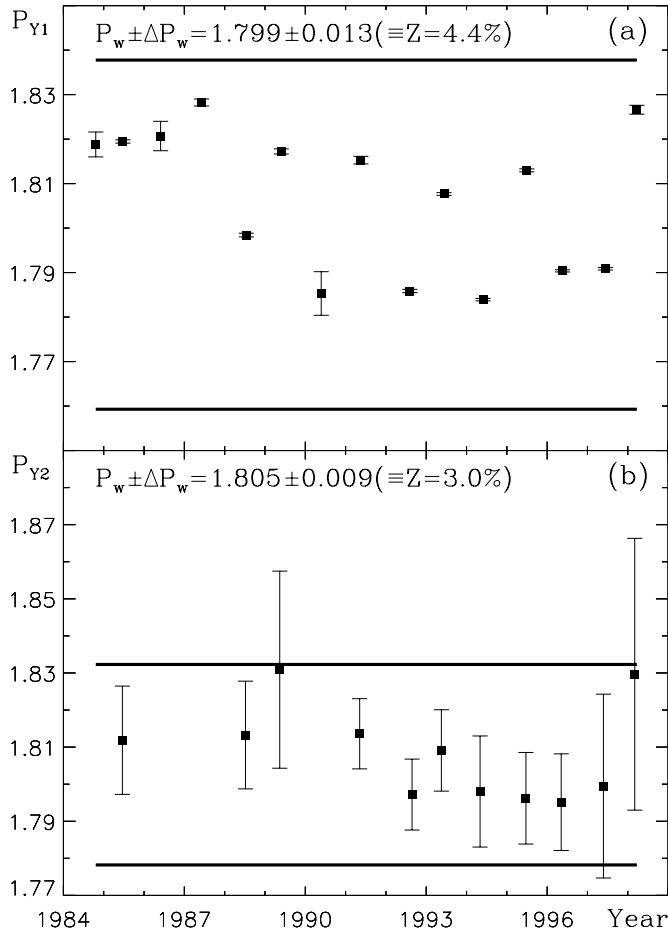 P_Y1
P_w±ΔP_w=1.799±0.013(≡Z=4.4%)
(a)
1.83
1.81
1.79
1.77
P_Y2
P_w±ΔP_w=1.805±0.009(≡Z=3.0%)
(b)
1.87
1.85
1.83
1.81
1.79
1.77
1984 1987 1990 1993 1996 Year